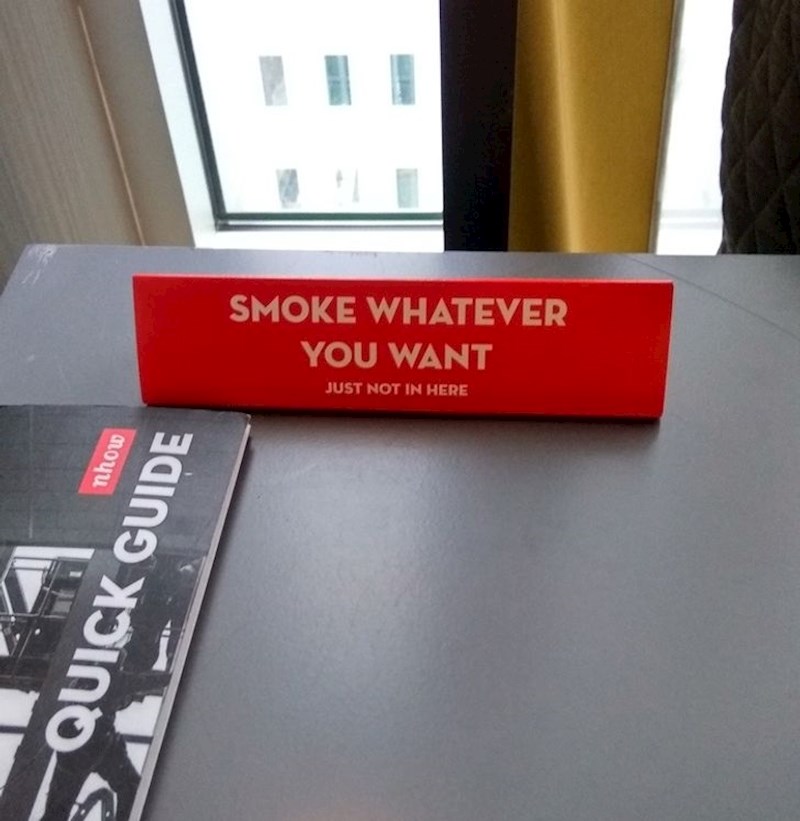 SMOKE WHATEVER
YOU WANT
JUST NOT IN HERE
nhow
QUICK GUIDE